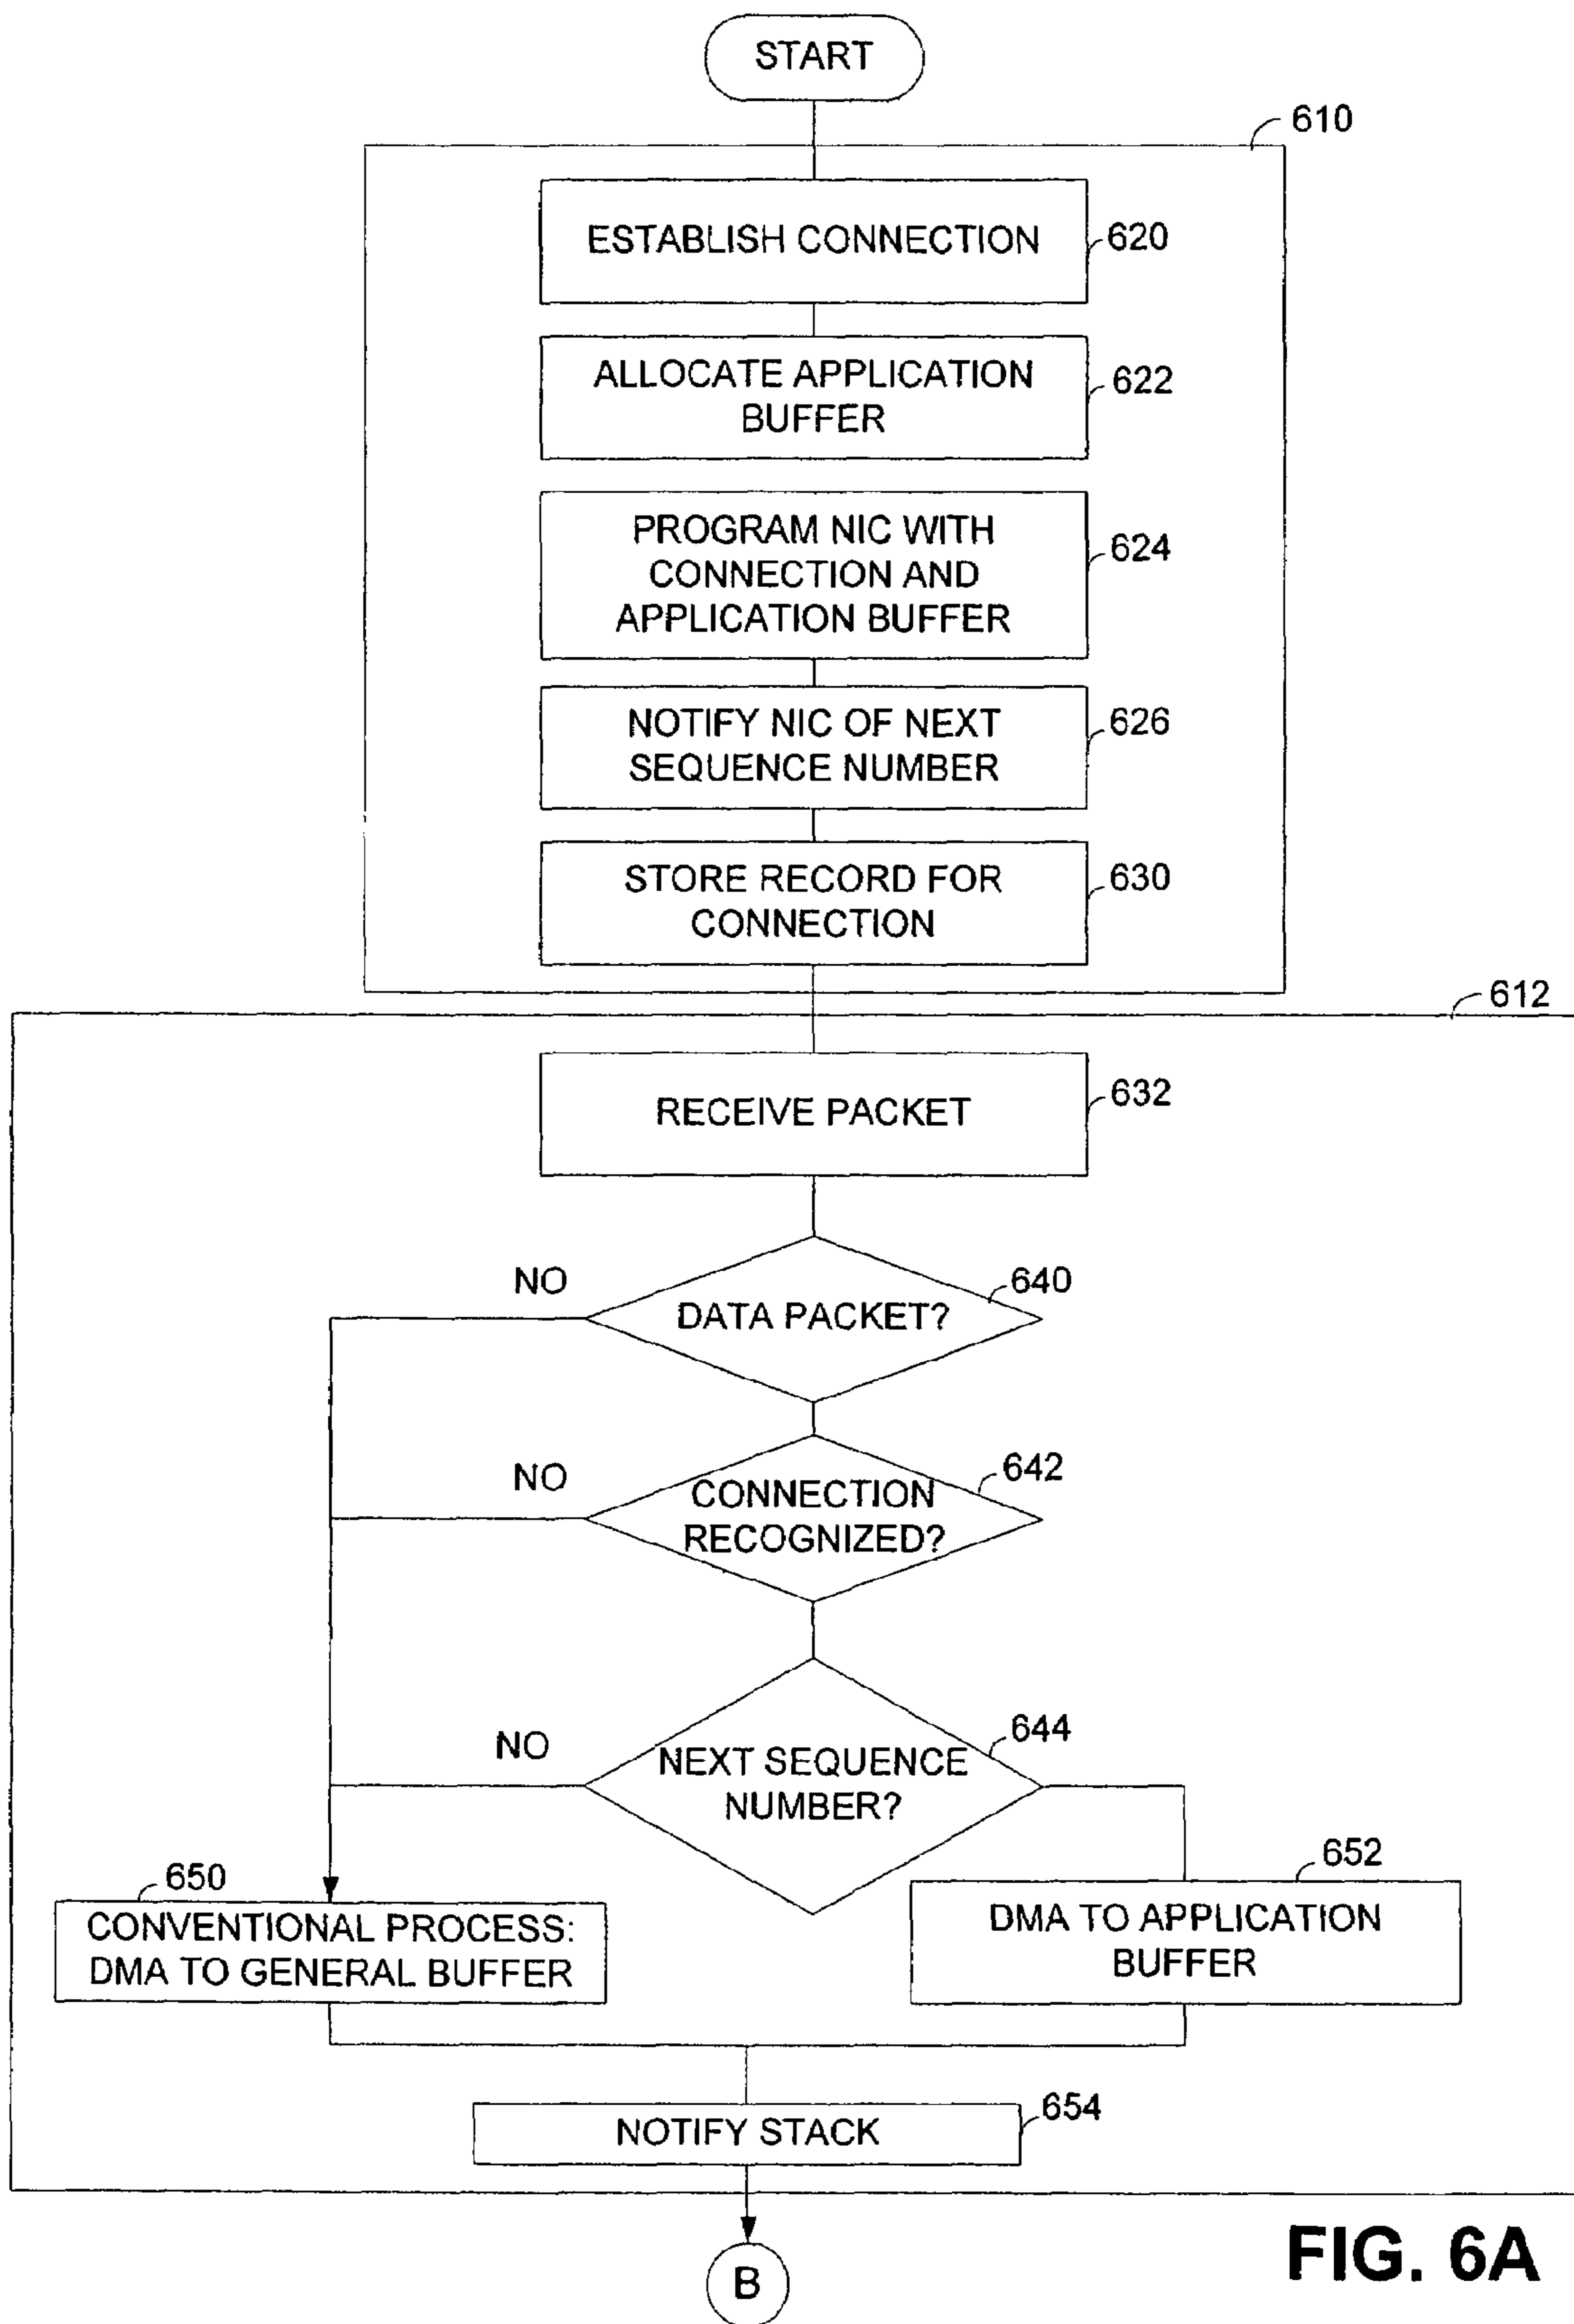 START
610
ESTABLISH CONNECTION
620
ALLOCATE APPLICATION
BUFFER
622
PROGRAM NIC WITH
CONNECTION AND
APPLICATION BUFFER
624
NOTIFY NIC OF NEXT
SEQUENCE NUMBER
626
STORE RECORD FOR
CONNECTION
630
612
RECEIVE PACKET
632
NO
DATA PACKET?
640
NO
CONNECTION
RECOGNIZED?
642
NO
NEXT SEQUENCE
NUMBER?
644
650
CONVENTIONAL PROCESS:
DMA TO GENERAL BUFFER
652
DMA TO APPLICATION
BUFFER
NOTIFY STACK
654
B
FIG. 6A